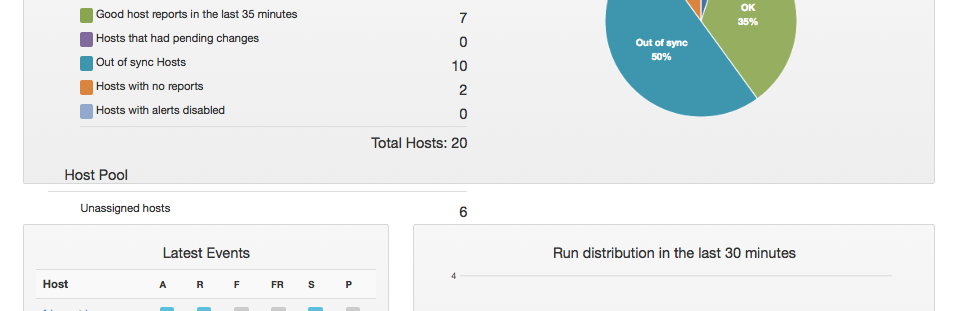 Good host reports in the last 35 minutes 7
Hosts that had pending changes 0
Out of sync Hosts 10
Hosts with no reports 2
Hosts with alerts disabled 0
Total Hosts: 20
OK
35%
Out of sync
50%
Host Pool
Unassigned hosts 6
Latest Events
Host A R F FR S P
Run distribution in the last 30 minutes
4